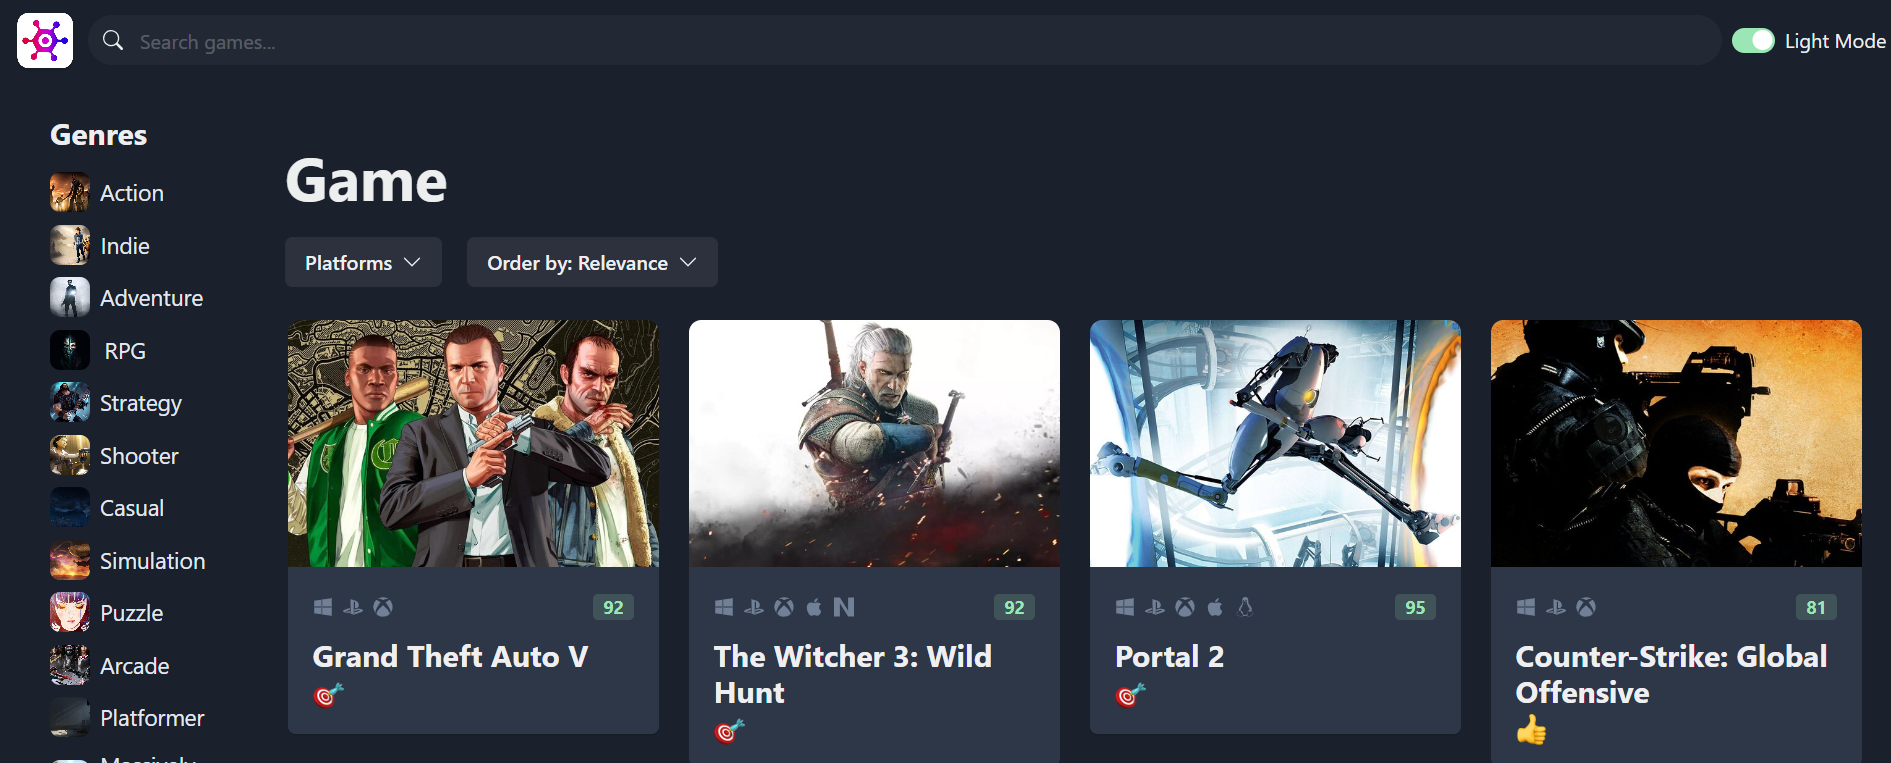 Search games...
Light Mode
Genres
Action
Indie
Adventure
RPG
Strategy
Shooter
Casual
Simulation
Puzzle
Arcade
Platformer
Massively
Game
Platforms
Order by: Relevance
92
Grand Theft Auto V
92
The Witcher 3: Wild
Hunt
95
Portal 2
81
Counter-Strike: Global
Offensive